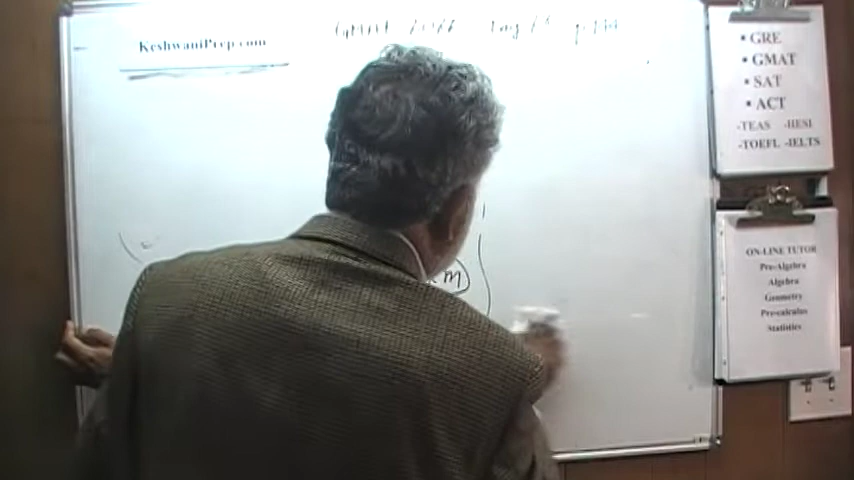 KeshwaniPrep.com
GMAT
• GRE
• GMAT
• SAT
• ACT
-TEAS -HESI
-TOEFL -IELTS
m
ON-LINE TUTOR
Pre-Algebra
Algebra
Geometry
Pre-calculus
Statistics